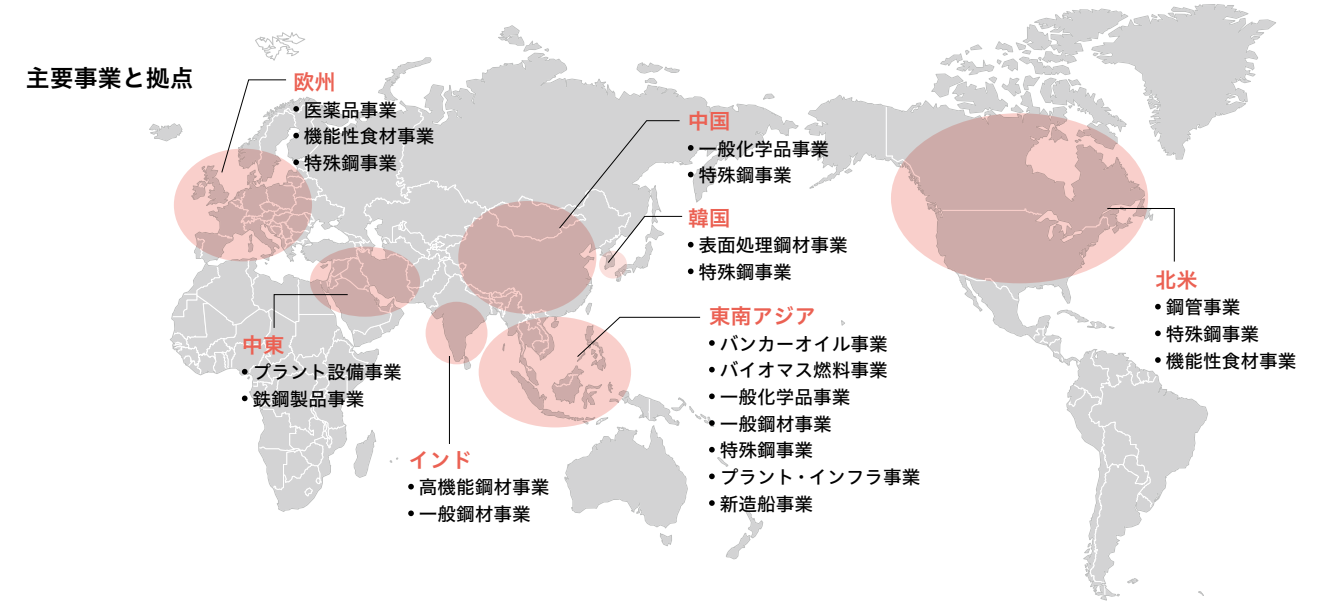 主要事業と拠点
欧州
•医薬品事業
•機能性食材事業
•特殊鋼事業
中国
•一般化学品事業
•特殊鋼事業
韓国
•表面処理鋼材事業
•特殊鋼事業
北米
•鋼管事業
•特殊鋼事業
•機能性食材事業
東南アジア
•バンカーオイル事業
•バイオマス燃料事業
•一般化学品事業
•一般鋼材事業
•特殊鋼事業
•プラント・インフラ事業
•新造船事業
中東
•プラント設備事業
•鉄鋼製品事業
インド
•高機能鋼材事業
•一般鋼材事業